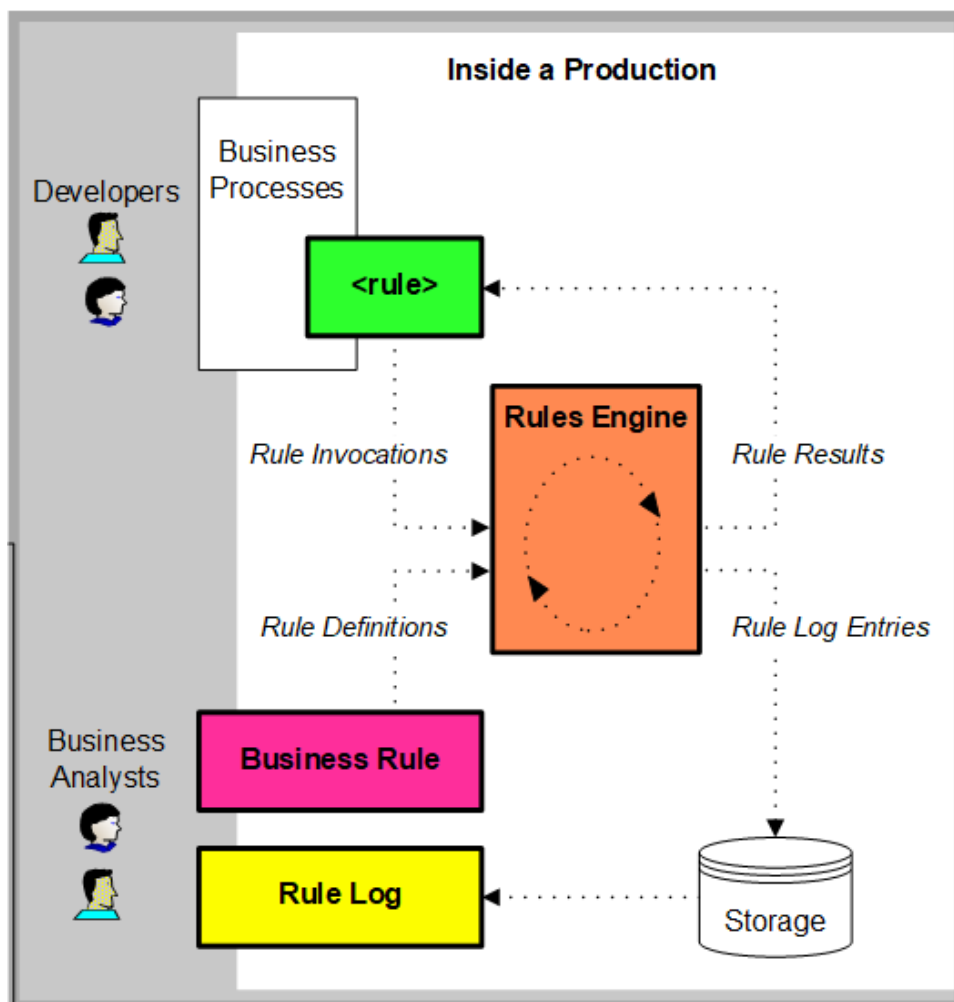 Inside a Production
Business
Processes
Developers
<rule>
Rules Engine
Rule Invocations
Rule Results
Rule Definitions
Rule Log Entries
Business
Analysts
Business Rule
Rule Log
Storage